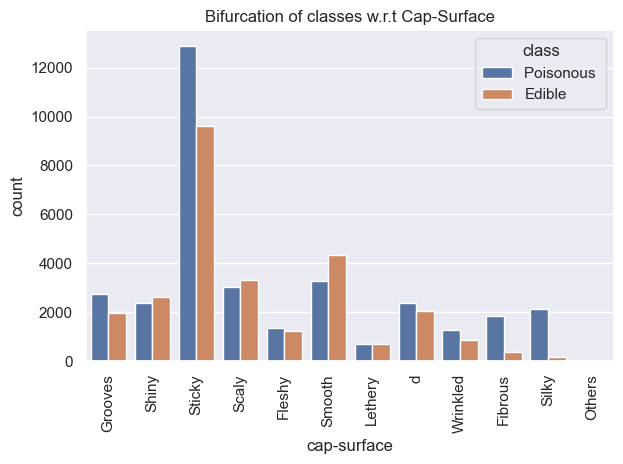 Bifurcation of classes w.r.t Cap-Surface
class
Poisonous
Edible
12000
10000
8000
6000
4000
2000
0
count
Grooves
Shiny
Sticky
Scaly
Fleshy
Smooth
Lethery
d
Wrinkled
Fibrous
Silky
Others
cap-surface